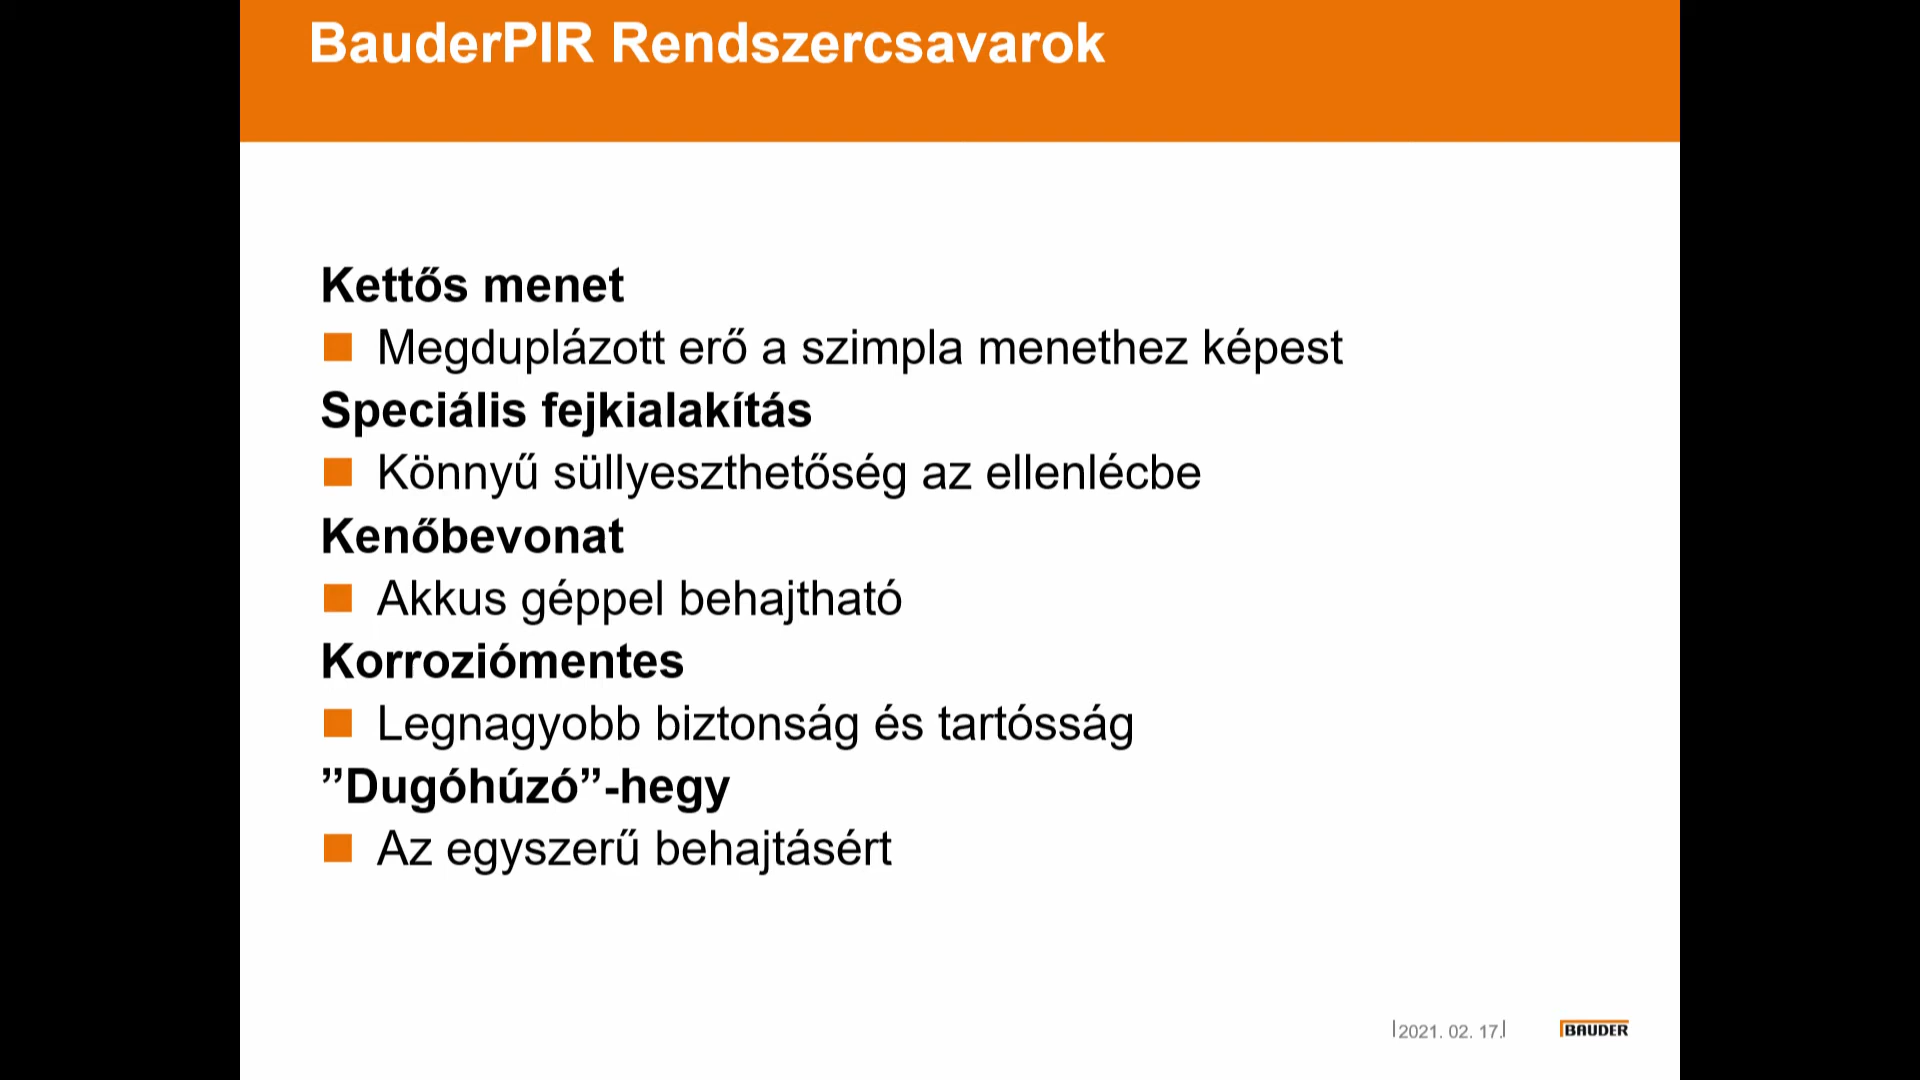 BauderPIR Rendszercsavarok
Kettős menet
Megduplázott erő a szimpla menethez képest
Speciális fejkialakítás
Könnyű süllyeszthetőség az ellenlécbe
Kenőbevonat
Akkus géppel behajtható
Korroziómentes
Legnagyobb biztonság és tartósság
”Dugóhúzó”-hegy
Az egyszerű behajtásért
2021. 02. 17.
BAUDER